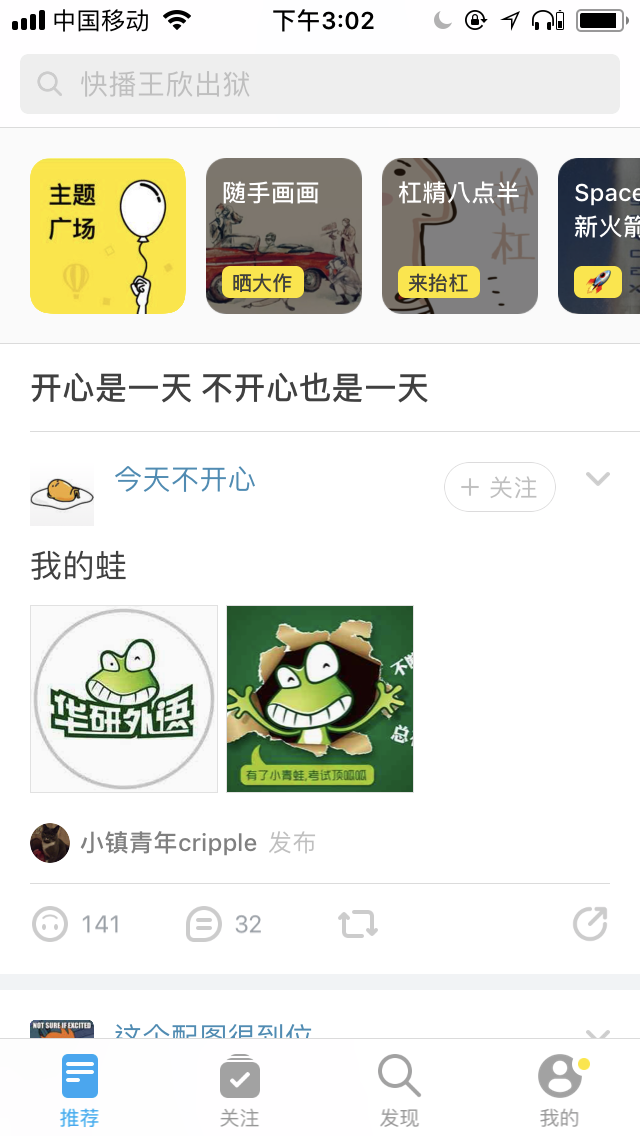 中国移动
下午3:02
快播王欣出狱
主题
广场
随手画画
晒大作
杠精八点半
来抬杠
Space
新火箭
开心是一天 不开心也是一天
今天不开心
+ 关注
我的蛙
华研外语
不
总
有了小青蛙,考试顶呱呱
小镇青年cripple 发布
141
32
NOT SURE IF EXCITED
这个配图很到位
推荐
关注
发现
我的